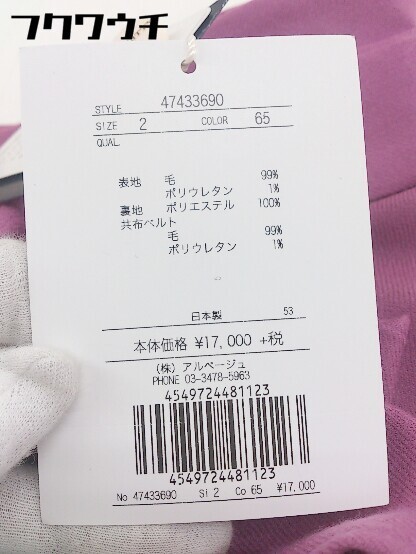 フクワウチ
STYLE 47433690
SIZE 2 COLOR 65
QUAL.
表地 毛 99%
ポリウレタン 1%
裏地 ポリエステル 100%
共布ベルト
毛 99%
ポリウレタン 1%
日本製 53
本体価格 ¥17,000 +税
(株) アルページュ
PHONE 03-3478-5963
4549724481123
4549724481123
No 47433690 Si 2 Co 65 ¥17,000